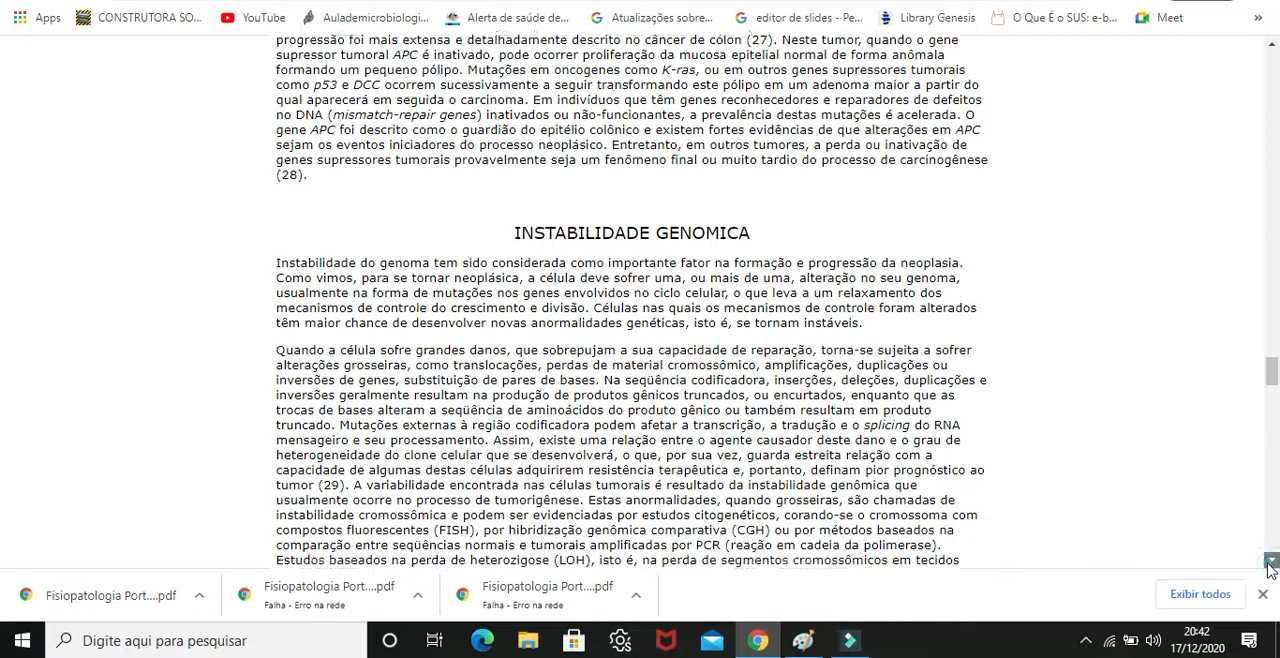 Apps
CONSTRUTORA SO...
YouTube
Aulademicrobiologi...
Alerta de saúde de...
Atualizações sobre...
editor de slides - Pe...
Library Genesis
O Que É o SUS: e-b...
Meet
»
progressão foi mais extensa e detalhadamente descrito no câncer de cólon (27). Neste tumor, quando o gene
supressor tumoral APC é inativado, pode ocorrer proliferação da mucosa epitelial normal de forma anômala
formando um pequeno pólipo. Mutações em oncogenes como K-ras, ou em outros genes supressores tumorais
como p53 e DCC ocorrem sucessivamente a seguir transformando este pólipo em um adenoma maior a partir do
qual aparecerá em seguida o carcinoma. Em indivíduos que têm genes reconhecedores e reparadores de defeitos
no DNA (mismatch-repair genes) inativados ou não-funcionantes, a prevalência destas mutações é acelerada. O
gene APC foi descrito como o guardião do epitélio colônico e existem fortes evidências de que alterações em APC
sejam os eventos iniciadores do processo neoplásico. Entretanto, em outros tumores, a perda ou inativação de
genes supressores tumorais provavelmente seja um fenômeno final ou muito tardio do processo de carcinogênese
(28).
INSTABILIDADE GENOMICA
Instabilidade do genoma tem sido considerada como importante fator na formação e progressão da neoplasia.
Como vimos, para se tornar neoplásica, a célula deve sofrer uma, ou mais de uma, alteração no seu genoma,
usualmente na forma de mutações nos genes envolvidos no ciclo celular, o que leva a um relaxamento dos
mecanismos de controle do crescimento e divisão. Células nas quais os mecanismos de controle foram alterados
têm maior chance de desenvolver novas anormalidades genéticas, isto é, se tornam instáveis.
Quando a célula sofre grandes danos, que sobrepujam a sua capacidade de reparação, torna-se sujeita a sofrer
alterações grosseiras, como translocações, perdas de material cromossômico, amplificações, duplicações ou
inversões de genes, substituição de pares de bases. Na seqüência codificadora, inserções, deleções, duplicações e
inversões geralmente resultam na produção de produtos gênicos truncados, ou encurtados, enquanto que as
trocas de bases alteram a seqüência de aminoácidos do produto gênico ou também resultam em produto
truncado. Mutações externas à região codificadora podem afetar a transcrição, a tradução e o splicing do RNA
mensageiro e seu processamento. Assim, existe uma relação entre o agente causador deste dano e o grau de
heterogeneidade do clone celular que se desenvolverá, o que, por sua vez, guarda estreita relação com a
capacidade de algumas destas células adquirirem resistência terapêutica e, portanto, definam pior prognóstico ao
tumor (29). A variabilidade encontrada nas células tumorais é resultado da instabilidade genômica que
usualmente ocorre no processo de tumorigênese. Estas anormalidades, quando grosseiras, são chamadas de
instabilidade cromossômica e podem ser evidenciadas por estudos citogenéticos, corando-se o cromossoma com
compostos fluorescentes (FISH), por hibridização genômica comparativa (CGH) ou por métodos baseados na
comparação entre seqüências normais e tumorais amplificadas por PCR (reação em cadeia da polimerase).
Estudos baseados na perda de heterozigose (LOH), isto é, na perda de segmentos cromossômicos em tecidos
Fisiopatologia Port....pdf
Fisiopatologia Port....pdf
Falha - Erro na rede
Fisiopatologia Port....pdf
Falha - Erro na rede
Exibir todos
Digite aqui para pesquisar
20:42
17/12/2020